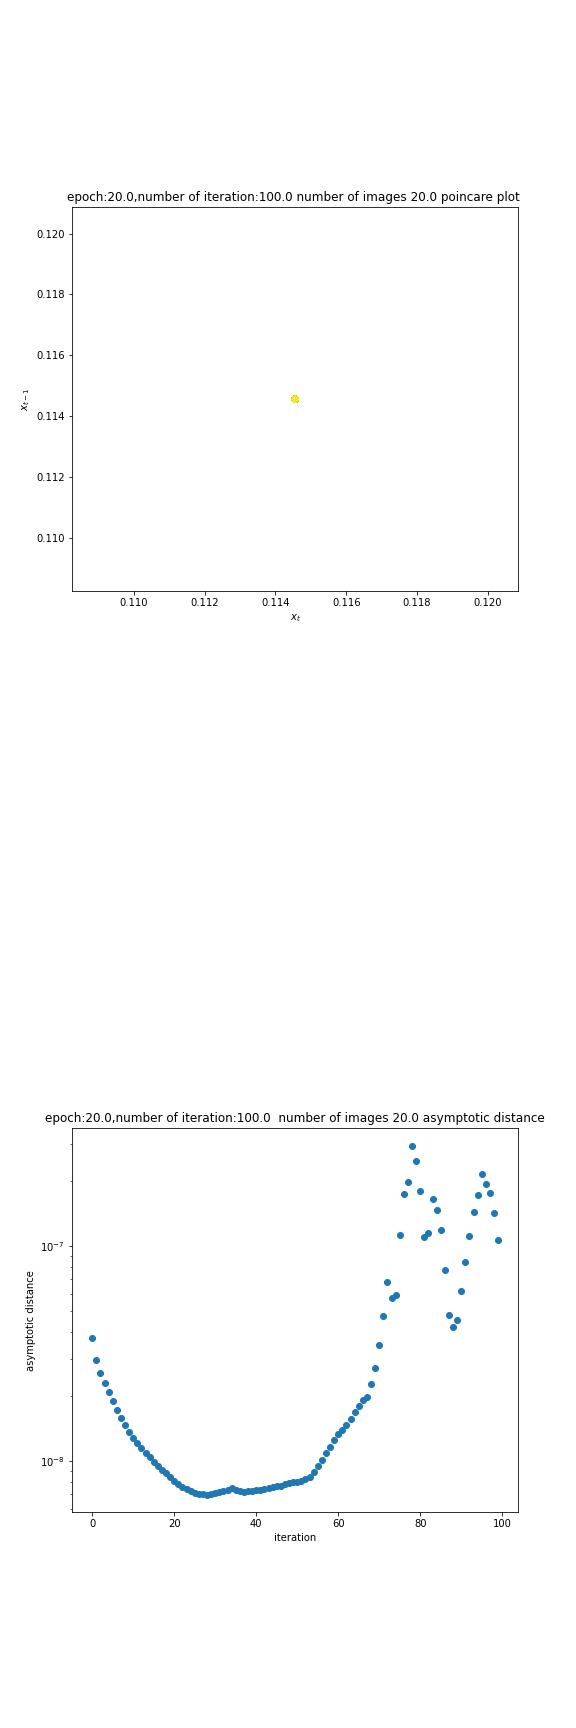 epoch:20.0,number of iteration:100.0 number of images 20.0 poincare plot
0.120
0.118
0.116
0.114
0.112
0.110
x_{t-1}
0.110 0.112 0.114 0.116 0.118 0.120
x_t
epoch:20.0,number of iteration:100.0  number of images 20.0 asymptotic distance
10^{-7}
10^{-8}
asymptotic distance
0 20 40 60 80 100
iteration